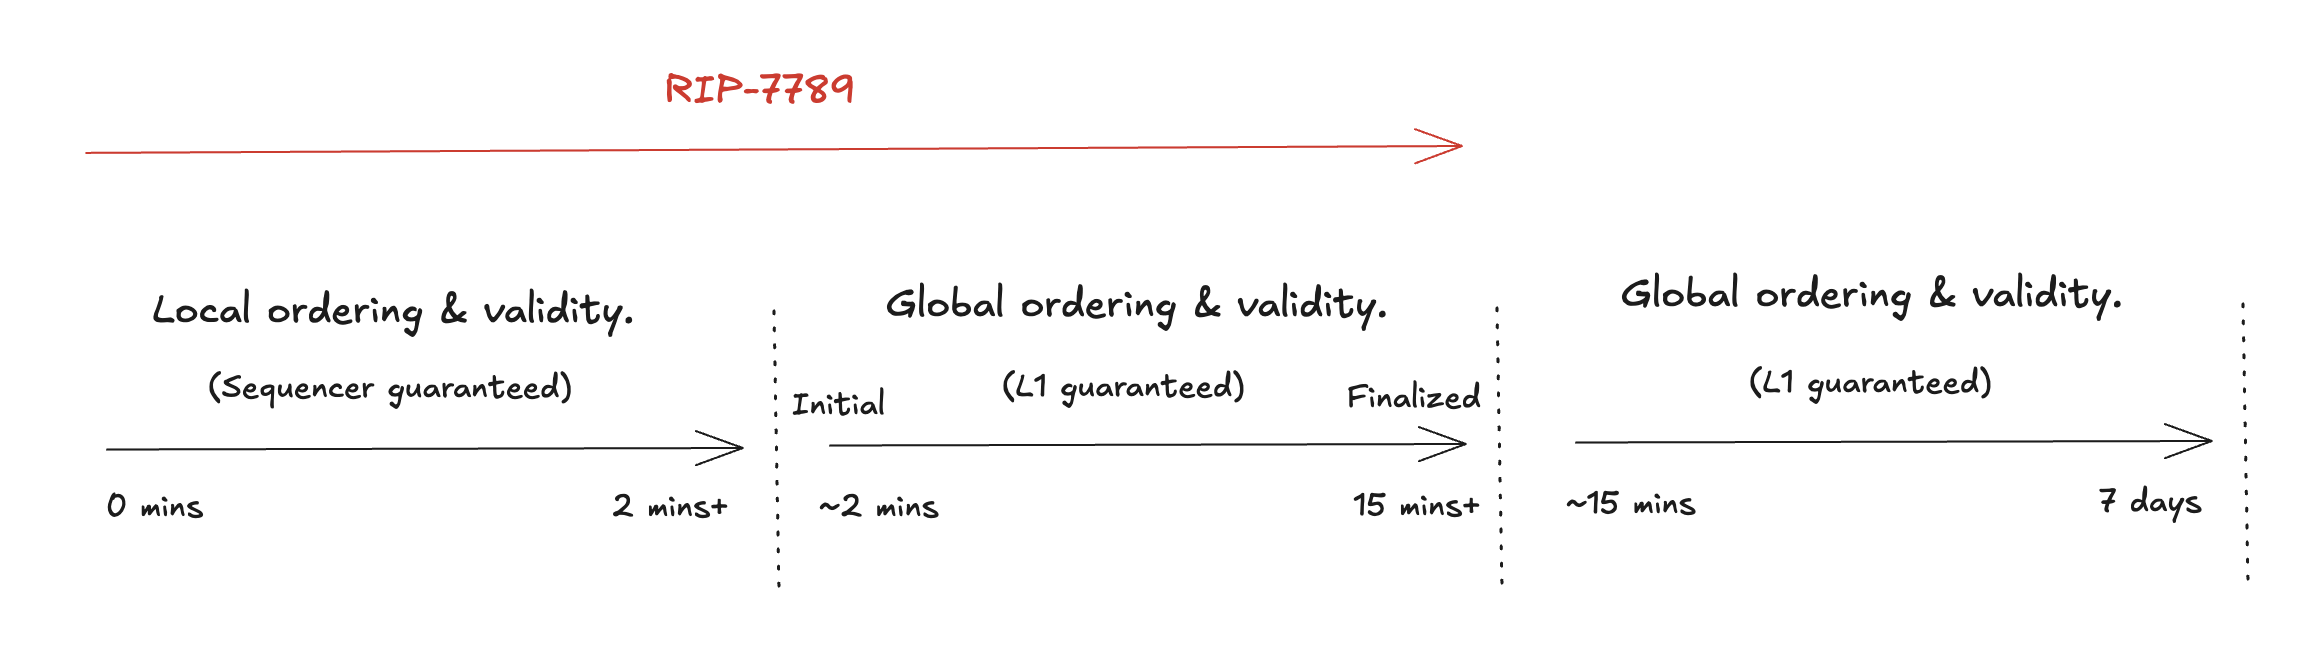 RIP-7789
Local ordering & validity.
(Sequencer guaranteed)
0 mins
2 mins+
Global ordering & validity.
(L1 guaranteed)
Initial
Finalized
~2 mins
15 mins+
Global ordering & validity.
(L1 guaranteed)
~15 mins
7 days